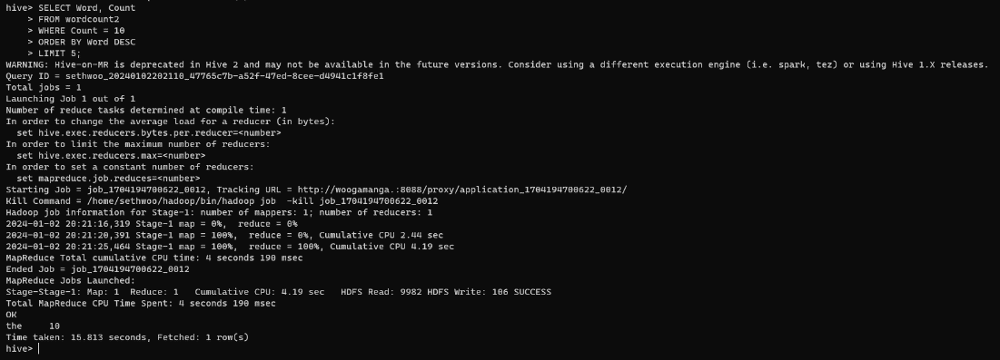 hive> SELECT Word, Count
    > FROM wordcount2
    > WHERE Count = 10
    > ORDER BY Word DESC
    > LIMIT 5;
WARNING: Hive-on-MR is deprecated in Hive 2 and may not be available in the future versions. Consider using a different execution engine (i.e. spark, tez) or using Hive 1.X releases.
Query ID = sethwoo_20240102202110_47765c7b-a52f-47ed-8cee-d4941c1f8fe1
Total jobs = 1
Launching Job 1 out of 1
Number of reduce tasks determined at compile time: 1
In order to change the average load for a reducer (in bytes):
  set hive.exec.reducers.bytes.per.reducer=<number>
In order to limit the maximum number of reducers:
  set hive.exec.reducers.max=<number>
In order to set a constant number of reducers:
  set mapreduce.job.reduces=<number>
Starting Job = job_1704194700622_0012, Tracking URL = http://woogamanga.:8088/proxy/application_1704194700622_0012/
Kill Command = /home/sethwoo/hadoop/bin/hadoop job  -kill job_1704194700622_0012
Hadoop job information for Stage-1: number of mappers: 1; number of reducers: 1
2024-01-02 20:21:16,319 Stage-1 map = 0%,  reduce = 0%
2024-01-02 20:21:20,391 Stage-1 map = 100%,  reduce = 0%, Cumulative CPU 2.44 sec
2024-01-02 20:21:25,464 Stage-1 map = 100%,  reduce = 100%, Cumulative CPU 4.19 sec
MapReduce Total cumulative CPU time: 4 seconds 190 msec
Ended Job = job_1704194700622_0012
MapReduce Jobs Launched:
Stage-Stage-1: Map: 1  Reduce: 1   Cumulative CPU: 4.19 sec   HDFS Read: 9982 HDFS Write: 106 SUCCESS
Total MapReduce CPU Time Spent: 4 seconds 190 msec
OK
the     10
Time taken: 15.813 seconds, Fetched: 1 row(s)
hive>